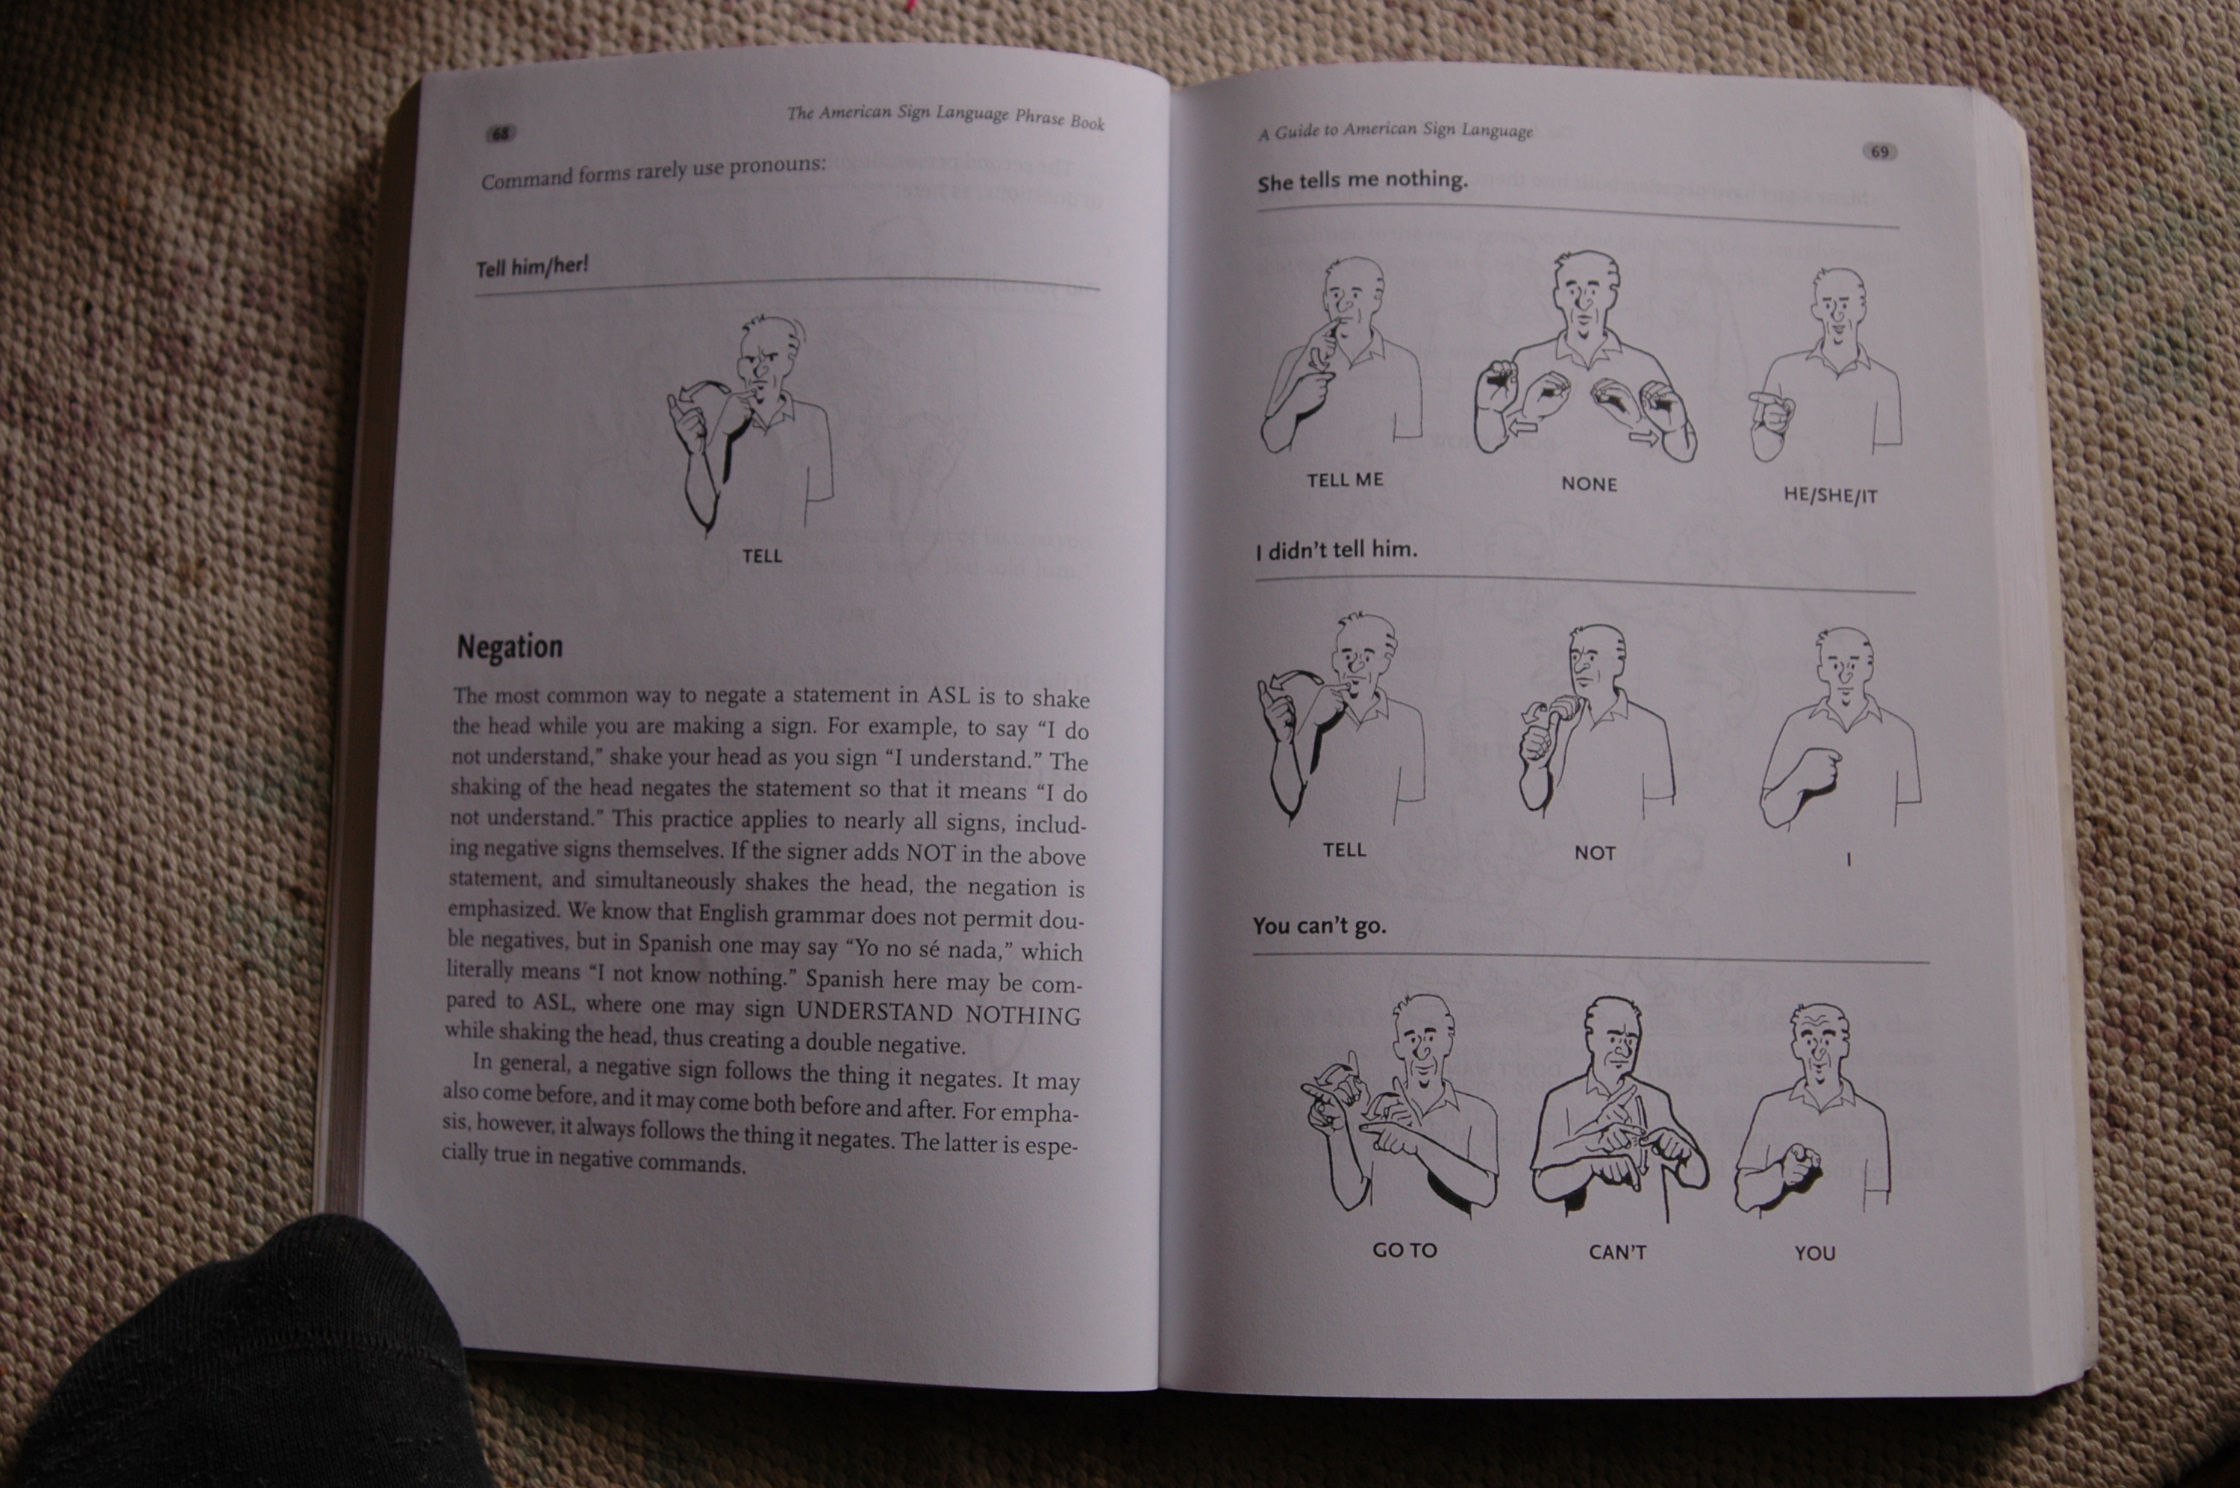 68
The American Sign Language Phrase Book
Command forms rarely use pronouns:
Tell him/her!
TELL
Negation
The most common way to negate a statement in ASL is to shake
the head while you are making a sign. For example, to say “I do
not understand,” shake your head as you sign “I understand.” The
shaking of the head negates the statement so that it means “I do
not understand.” This practice applies to nearly all signs, includ-
ing negative signs themselves. If the signer adds NOT in the above
statement, and simultaneously shakes the head, the negation is
emphasized. We know that English grammar does not permit dou-
ble negatives, but in Spanish one may say “Yo no sé nada,” which
literally means “I not know nothing.” Spanish here may be com-
pared to ASL, where one may sign UNDERSTAND NOTHING
while shaking the head, thus creating a double negative.
In general, a negative sign follows the thing it negates. It may
also come before, and it may come both before and after. For empha-
sis, however, it always follows the thing it negates. The latter is espe-
cially true in negative commands.
A Guide to American Sign Language
69
She tells me nothing.
TELL ME NONE HE/SHE/IT
I didn't tell him.
TELL NOT I
You can't go.
GO TO CAN'T YOU